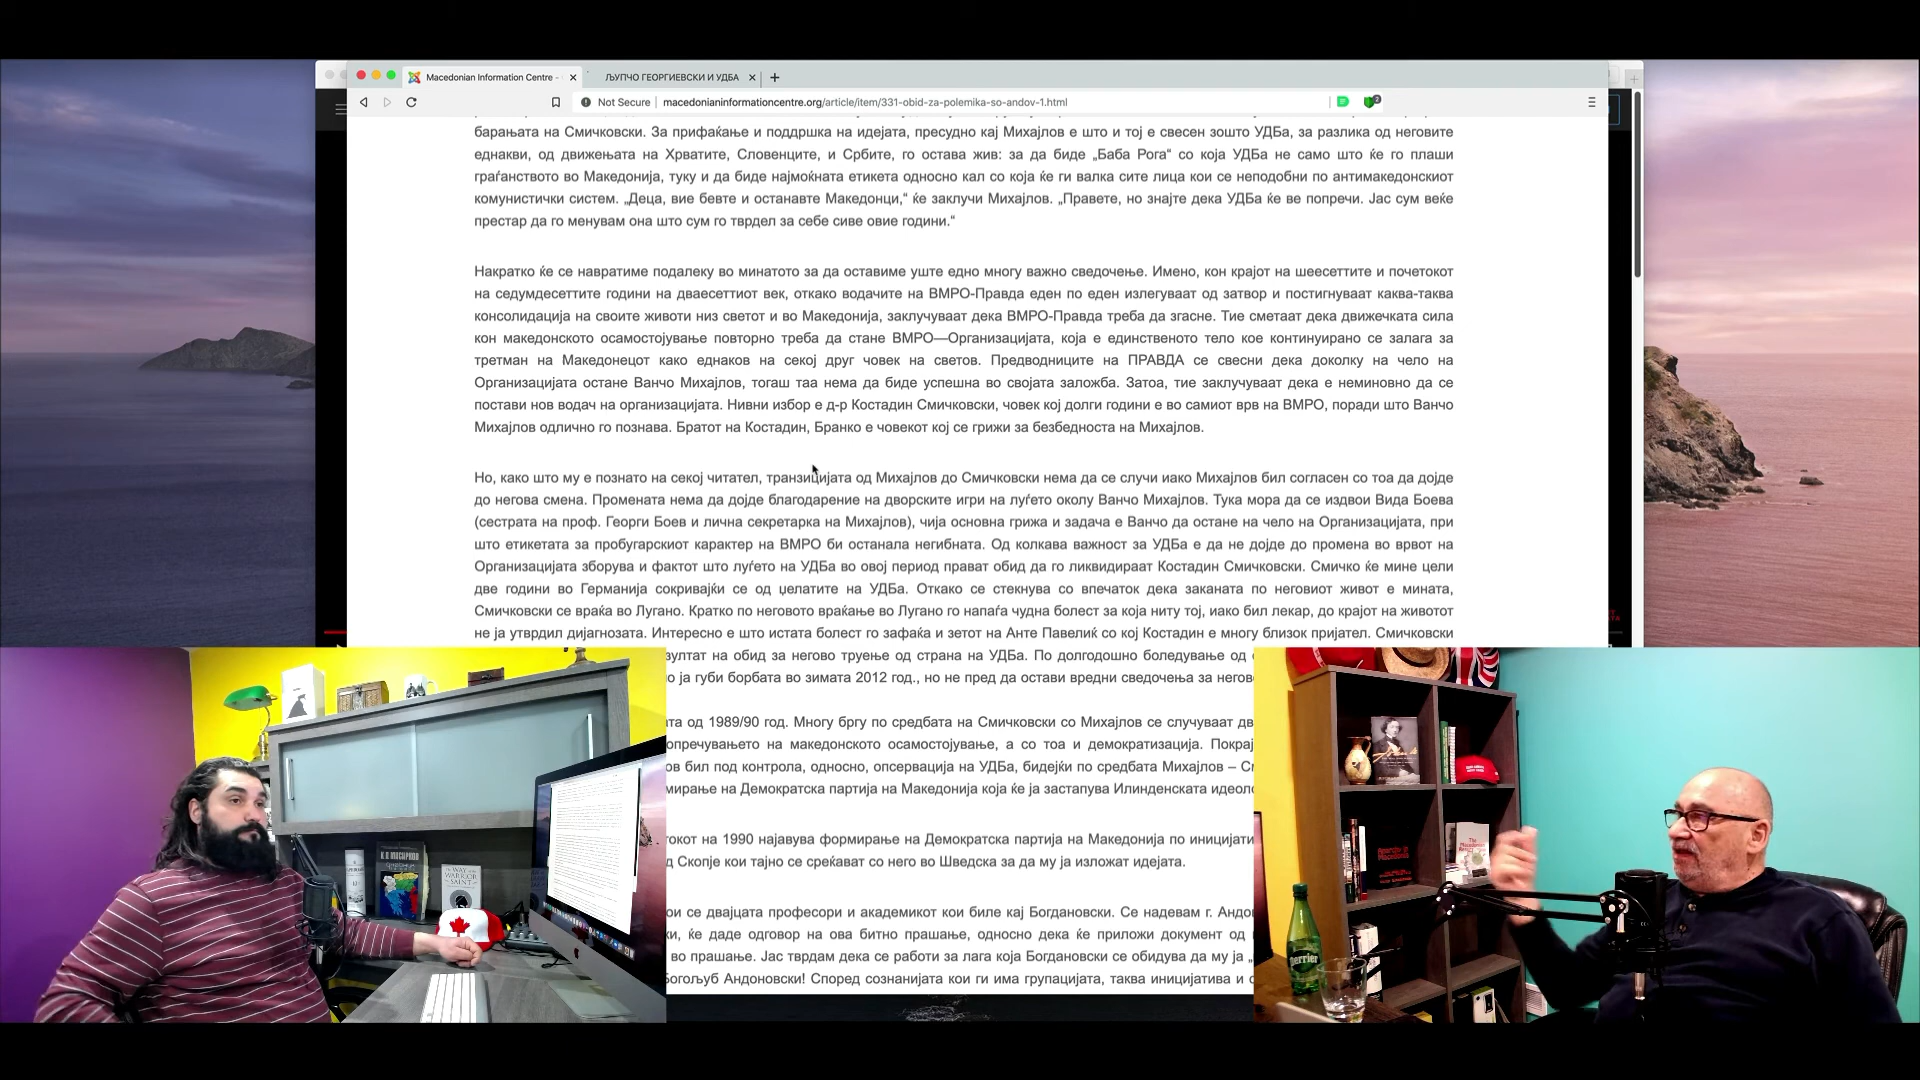 Macedonian Information Centre -
ЉУПЧО ГЕОРГИЕВСКИ И УДБА
Not Secure
macedonianinformationcentre.org/article/item/331-obid-za-polemika-so-andov-1.html
барањата на Смичковски. За прифаќање и поддршка на идејата, пресудно кај Михајлов е што и тој е свесен зошто УДБа, за разлика од неговите
еднакви, од движењата на Хрватите, Словенците, и Србите, го остава жив: за да биде „Баба Рога“ со која УДБа не само што ќе го плаши
граѓанството во Македонија, туку и да биде најмоќната етикета односно кал со која ќе ги валка сите лица кои се неподобни по антимакедонскиот
комунистички систем. „Деца, вие бевте и останавте Македонци,“ ќе заклучи Михајлов. „Правете, но знајте дека УДБа ќе ве попречи. Јас сум веќе
престар да го менувам она што сум го тврдел за себе сиве овие години.“
Накратко ќе се навратиме подалеку во минатото за да оставиме уште едно многу важно сведочење. Имено, кон крајот на шеесеттите и почетокот
на седумдесеттите години на дваесеттиот век, откако водачите на ВМРО-Правда еден по еден излегуваат од затвор и постигнуваат каква-таква
консолидација на своите животи низ светот и во Македонија, заклучуваат дека ВМРО-Правда треба да згасне. Тие сметаат дека движечката сила
кон македонското осамостојување повторно треба да стане ВМРО—Организацијата, која е единственото тело кое континуирано се залага за
третман на Македонецот како еднаков на секој друг човек на светов. Предводниците на ПРАВДА се свесни дека доколку на чело на
Организацијата остане Ванчо Михајлов, тогаш таа нема да биде успешна во својата заложба. Затоа, тие заклучуваат дека е неминовно да се
постави нов водач на организацијата. Нивни избор е д-р Костадин Смичковски, човек кој долги години е во самиот врв на ВМРО, поради што Ванчо
Михајлов одлично го познава. Братот на Костадин, Бранко е човекот кој се грижи за безбедноста на Михајлов.
Но, како што му е познато на секој читател, транзицијата од Михајлов до Смичковски нема да се случи иако Михајлов бил согласен со тоа да дојде
до негова смена. Промената нема да дојде благодарение на дворските игри на луѓето околу Ванчо Михајлов. Тука мора да се издвои Вида Боева
(сестрата на проф. Георги Боев и лична секретарка на Михајлов), чија основна грижа и задача е Ванчо да остане на чело на Организацијата, при
што етикетата за пробугарскиот карактер на ВМРО би останала негибната. Од колкава важност за УДБа е да не дојде до промена во врвот на
Организацијата зборува и фактот што луѓето на УДБа во овој период прават обид да го ликвидираат Костадин Смичковски. Смичко ќе мине цели
две години во Германија сокривајќи се од џелатите на УДБа. Откако се стекнува со впечаток дека заканата по неговиот живот е мината,
Смичковски се враќа во Лугано. Кратко по неговото враќање во Лугано го напаѓа чудна болест за која ниту тој, иако бил лекар, до крајот на животот
не ја утврдил дијагнозата. Интересно е што истата болест го зафаќа и зетот на Анте Павелиќ со кој Костадин е многу близок пријател. Смичковски
зултат на обид за негово труење од страна на УДБа. По долгодошно боледување од
о ја губи борбата во зимата 2012 год., но не пред да остави вредни сведочења за негов
та од 1989/90 год. Многу бргу по средбата на Смичковски со Михајлов се случуваат дв
опречувањето на македонското осамостојување, а со тоа и демократизација. Покрај
ов бил под контрола, односно, опсервација на УДБа, бидејќи по средбата Михајлов – С
мирање на Демократска партија на Македонија која ќе ја застапува Илинденската идеол
токот на 1990 најавува формирање на Демократска партија на Македонија по иницијати
д Скопје кои тајно се среќават со него во Шведска за да му ја изложат идејата.
ои се двајцата професори и академикот кои биле кај Богдановски. Се надевам г. Андо
ки, ќе даде одговор на ова битно прашање, односно дека ќе приложи документ од
во прашање. Јас тврдам дека се работи за лага која Богдановски се обидува да му ја „
Богољуб Андоновски! Според сознанијата кои ги има групацијата, таква иницијатива и
К П МИСИРКОВ
THE WAY OF THE
WARRIOR
SAINT
Perrier